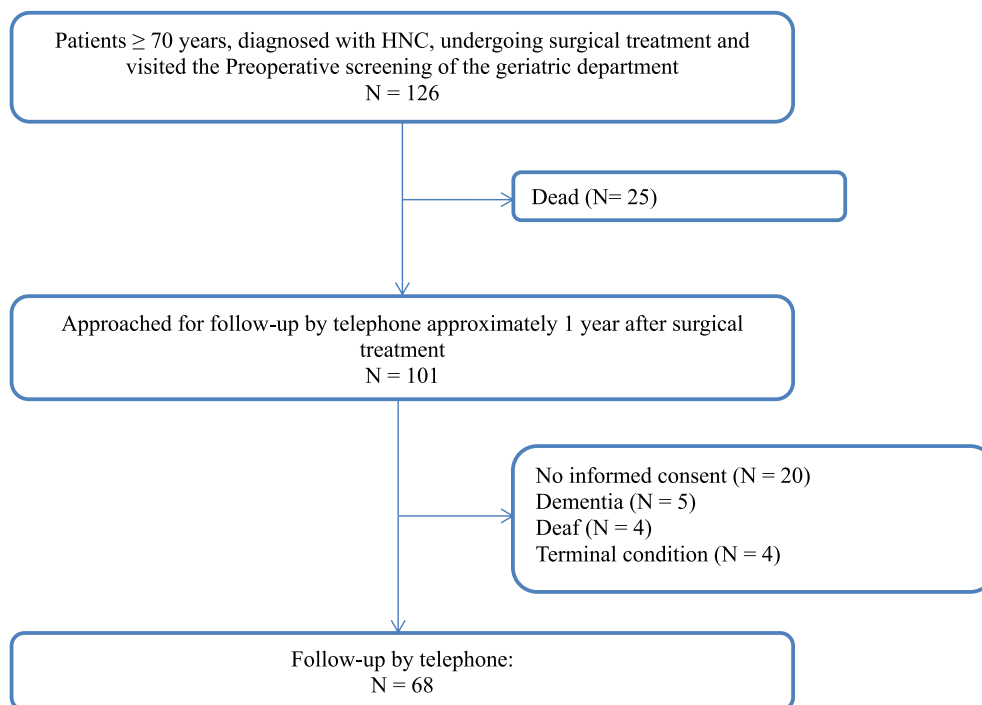 Patients ≥ 70 years, diagnosed with HNC, undergoing surgical treatment and
visited the Preoperative screening of the geriatric department
N = 126
Dead (N= 25)
Approached for follow-up by telephone approximately 1 year after surgical
treatment
N = 101
No informed consent (N = 20)
Dementia (N = 5)
Deaf (N = 4)
Terminal condition (N = 4)
Follow-up by telephone:
N = 68